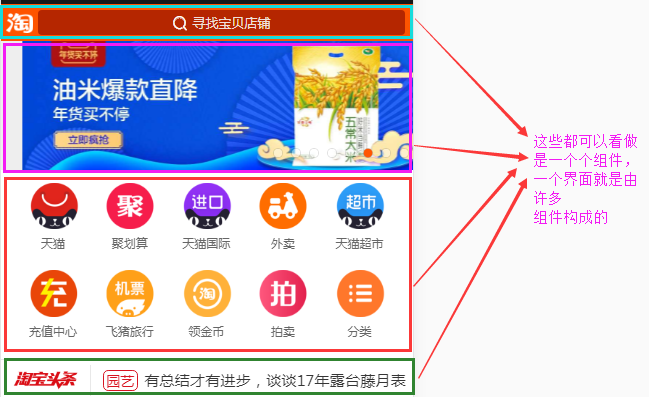 淘 寻找宝贝店铺
年货买不停
油米爆款直降
年货买不停
立即疯抢
五常大米
这些都可以看做
是一个个组件，
一个界面就是由
许多
组件构成的
聚 进口 超市
天猫 聚划算 天猫国际 外卖 天猫超市
充 机票 淘 拍
充值中心 飞猪旅行 领金币 拍卖 分类
淘宝头条 园艺 有总结才有进步，谈谈17年露台藤月表